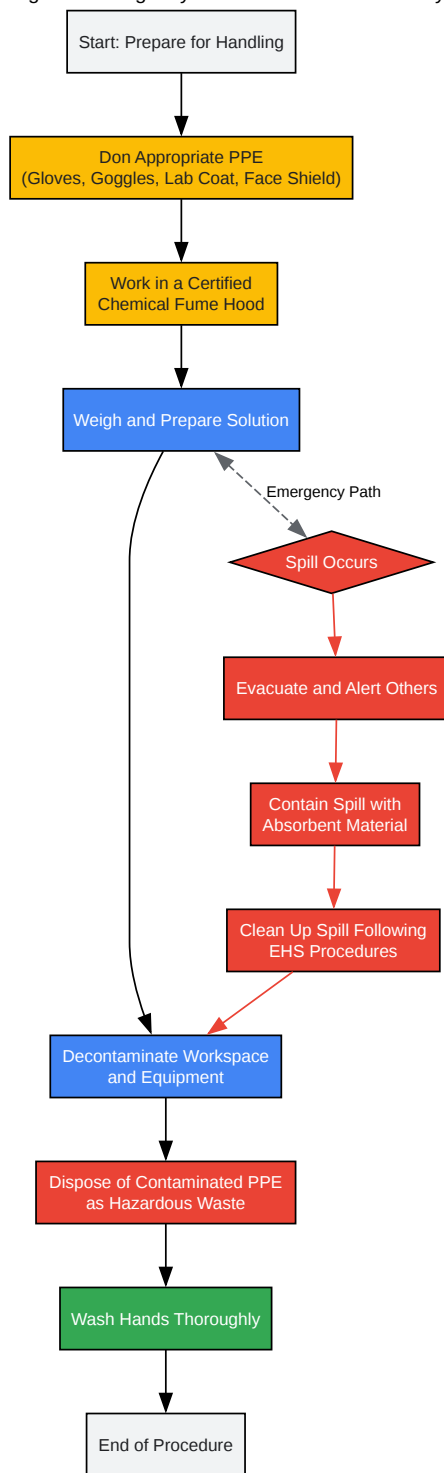 Start: Prepare for Handling
Don Appropriate PPE
(Gloves, Goggles, Lab Coat, Face Shield)
Work in a Certified
Chemical Fume Hood
Weigh and Prepare Solution
Emergency Path
Spill Occurs
Evacuate and Alert Others
Contain Spill with
Absorbent Material
Clean Up Spill Following
EHS Procedures
Decontaminate Workspace
and Equipment
Dispose of Contaminated PPE
as Hazardous Waste
Wash Hands Thoroughly
End of Procedure